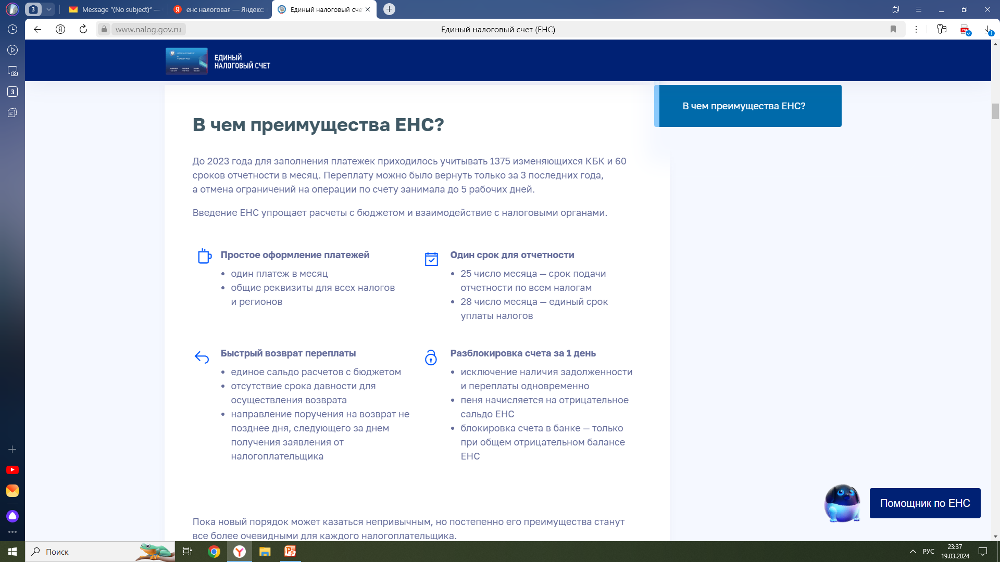 3
Message "(No subject)" —
енс налоговая — Яндекс:
Единый налоговый сче
www.nalog.gov.ru
Единый налоговый счет (ЕНС)
1
3
ЕДИНЫЙ
НАЛОГОВЫЙ СЧЕТ
В чем преимущества ЕНС?
В чем преимущества ЕНС?
До 2023 года для заполнения платежек приходилось учитывать 1375 изменяющихся КБК и 60
сроков отчетности в месяц. Переплату можно было вернуть только за 3 последних года,
а отмена ограничений на операции по счету занимала до 5 рабочих дней.
Введение ЕНС упрощает расчеты с бюджетом и взаимодействие с налоговыми органами.
Простое оформление платежей
• один платеж в месяц
• общие реквизиты для всех налогов
и регионов
Один срок для отчетности
• 25 число месяца — срок подачи
отчетности по всем налогам
• 28 число месяца — единый срок
уплаты налогов
Быстрый возврат переплаты
• единое сальдо расчетов с бюджетом
• отсутствие срока давности для
осуществления возврата
• направление поручения на возврат не
позднее дня, следующего за днем
получения заявления от
налогоплательщика
Разблокировка счета за 1 день
• исключение наличия задолженности
и переплаты одновременно
• пеня начисляется на отрицательное
сальдо ЕНС
• блокировка счета в банке — только
при общем отрицательном балансе
ЕНС
Помощник по ЕНС
Пока новый порядок может казаться непривычным, но постепенно его преимущества станут
все более очевидными для каждого налогоплательщика.
Поиск
РУС
23:37
19.03.2024